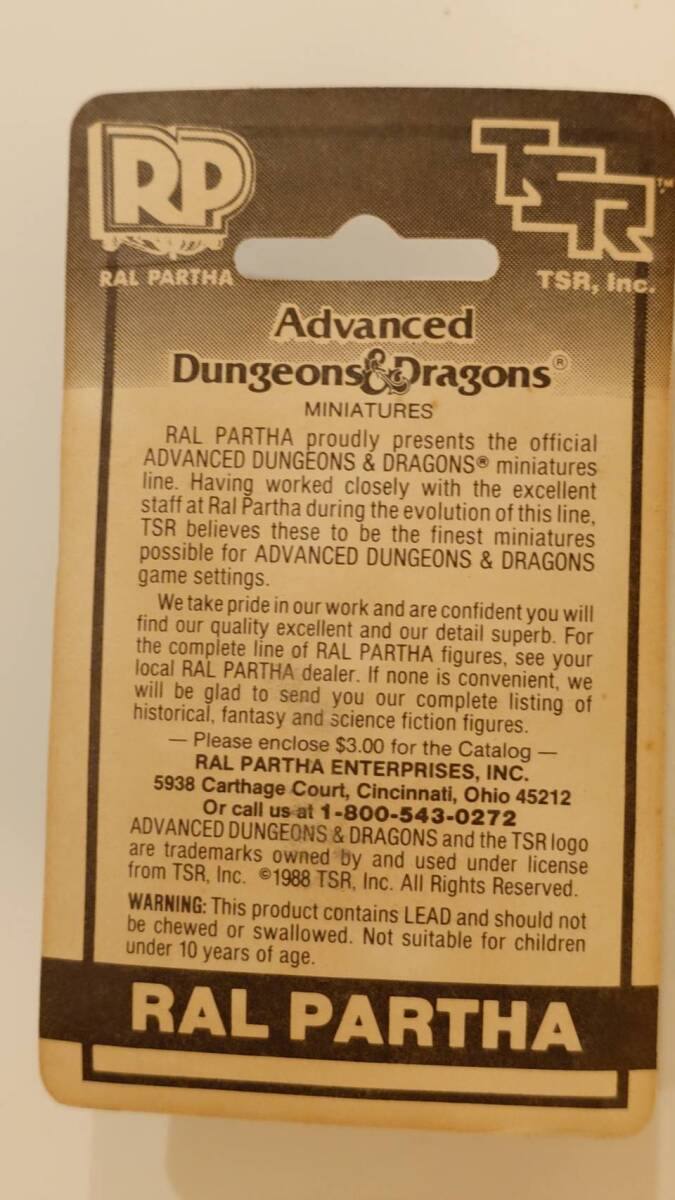 RP
RAL PARTHA
TSR™
TSR, Inc.
Advanced
Dungeons & Dragons®
MINIATURES
RAL PARTHA proudly presents the official
ADVANCED DUNGEONS & DRAGONS® miniatures
line. Having worked closely with the excellent
staff at Ral Partha during the evolution of this line,
TSR believes these to be the finest miniatures
possible for ADVANCED DUNGEONS & DRAGONS
game settings.
We take pride in our work and are confident you will
find our quality excellent and our detail superb. For
the complete line of RAL PARTHA figures, see your
local RAL PARTHA dealer. If none is convenient, we
will be glad to send you our complete listing of
historical, fantasy and science fiction figures.
— Please enclose $3.00 for the Catalog —
RAL PARTHA ENTERPRISES, INC.
5938 Carthage Court, Cincinnati, Ohio 45212
Or call us at 1-800-543-0272
ADVANCED DUNGEONS & DRAGONS and the TSR logo
are trademarks owned by and used under license
from TSR, Inc. ©1988 TSR, Inc. All Rights Reserved.
WARNING: This product contains LEAD and should not
be chewed or swallowed. Not suitable for children
under 10 years of age.
RAL PARTHA